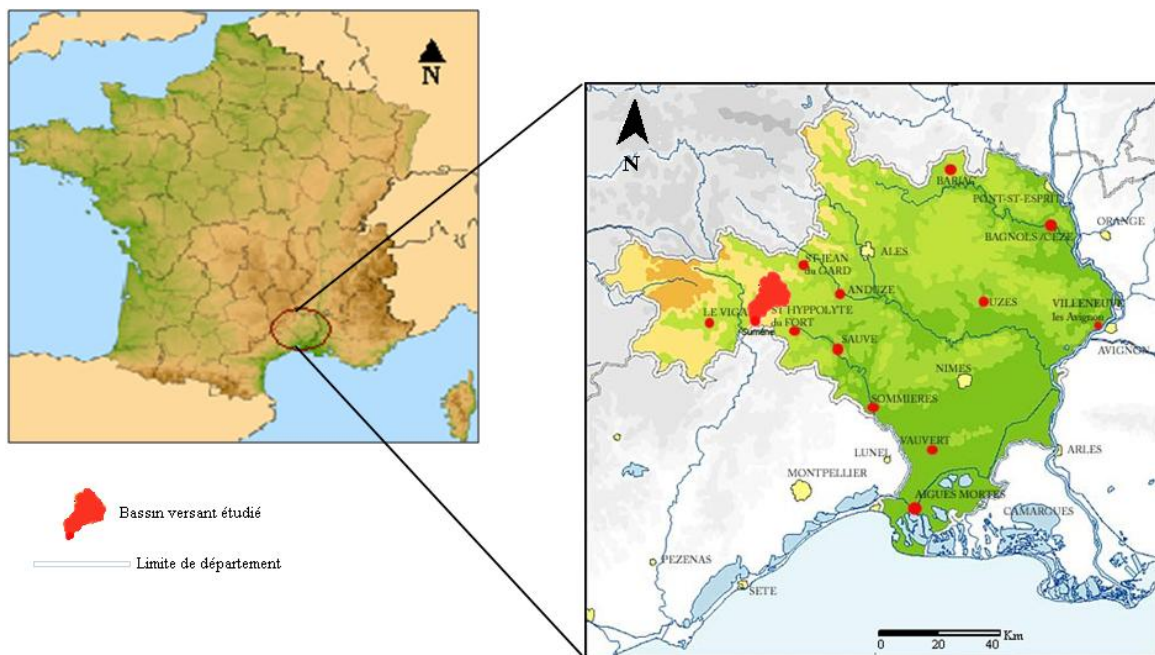 N
Bassin versant étudié
Limite de département
N
BARJAC
PONT-ST-ESPRIT
ORANGE
BAGNOLS /CEZE
ALES
ST-JEAN
du GARD
ANDUZE
UZES
VILLENEUVE
les Avignon
LE VIGA
ST HYPPOLYTE
du FORT
Sumène
SAUVE
AVIGNON
NIMES
SOMMIERES
VAUVERT
LUNEL
ARLES
MONTPELLIER
AIGUES MORTES
CAMARGUES
PEZENAS
SETE
0 20 40 Km